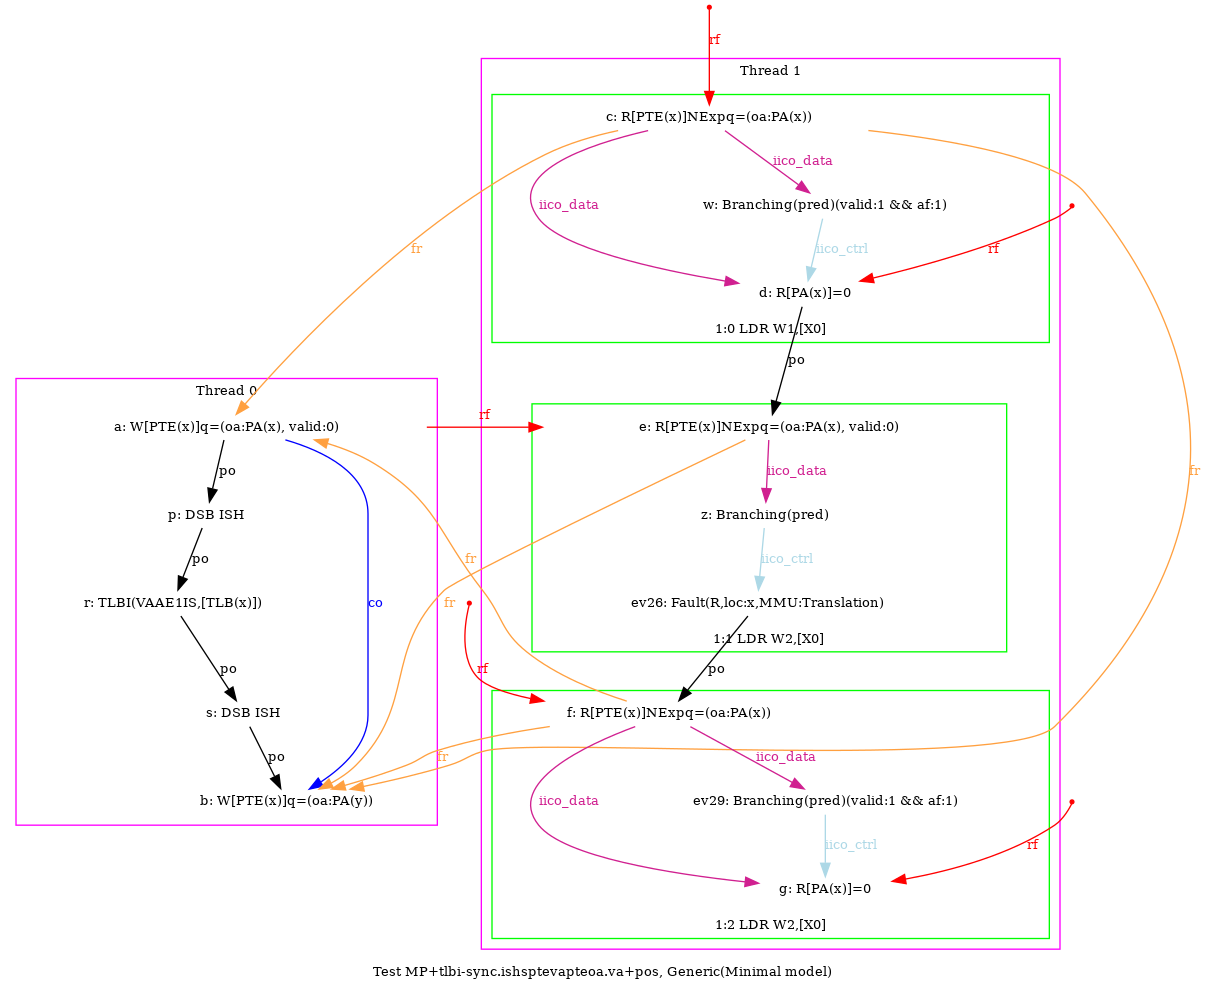 rf
Thread 1
c: R[PTE(x)]NExpq=(oa:PA(x))
iico_data
w: Branching(pred)(valid:1 && af:1)
iico_data
fr
iico_ctrl
rf
d: R[PA(x)]=0
1:0 LDR W1,[X0]
po
Thread 0
a: W[PTE(x)]q=(oa:PA(x), valid:0)
rf
e: R[PTE(x)]NExpq=(oa:PA(x), valid:0)
po
iico_data
fr
p: DSB ISH
z: Branching(pred)
po
fr
iico_ctrl
r: TLBI(VAAE1IS,[TLB(x)])
co
fr
ev26: Fault(R,loc:x,MMU:Translation)
1:1 LDR W2,[X0]
po
rf
po
s: DSB ISH
f: R[PTE(x)]NExpq=(oa:PA(x))
po
fr
iico_data
b: W[PTE(x)]q=(oa:PA(y))
iico_data
ev29: Branching(pred)(valid:1 && af:1)
iico_ctrl
rf
g: R[PA(x)]=0
1:2 LDR W2,[X0]
Test MP+tlbi-sync.ishsptevapteoa.va+pos, Generic(Minimal model)